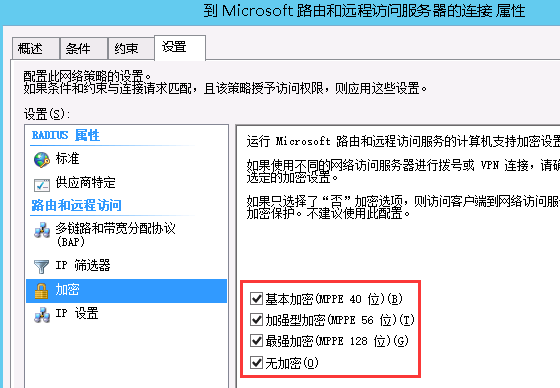 到 Microsoft 路由和远程访问服务器的连接 属性
概述 条件 约束 设置
配置此网络策略的设置。
如果条件和约束与连接请求匹配，且该策略授予访问权限，则应用这些设置。
设置(S):
RADIUS 属性
标准
供应商特定
路由和远程访问
多链路和带宽分配协议
(BAP)
IP 筛选器
加密
IP 设置
运行 Microsoft 路由和远程访问服务的计算机支持加密设置
如果使用不同的网络访问服务器进行拨号或 VPN 连接，请确
选定的加密设置。
如果只选择了“否”加密选项，则访问客户端到网络访问服
加密保护。不建议使用此配置。
基本加密(MPPE 40 位)(B)
加强型加密(MPPE 56 位)(T)
最强加密(MPPE 128 位)(G)
无加密(O)